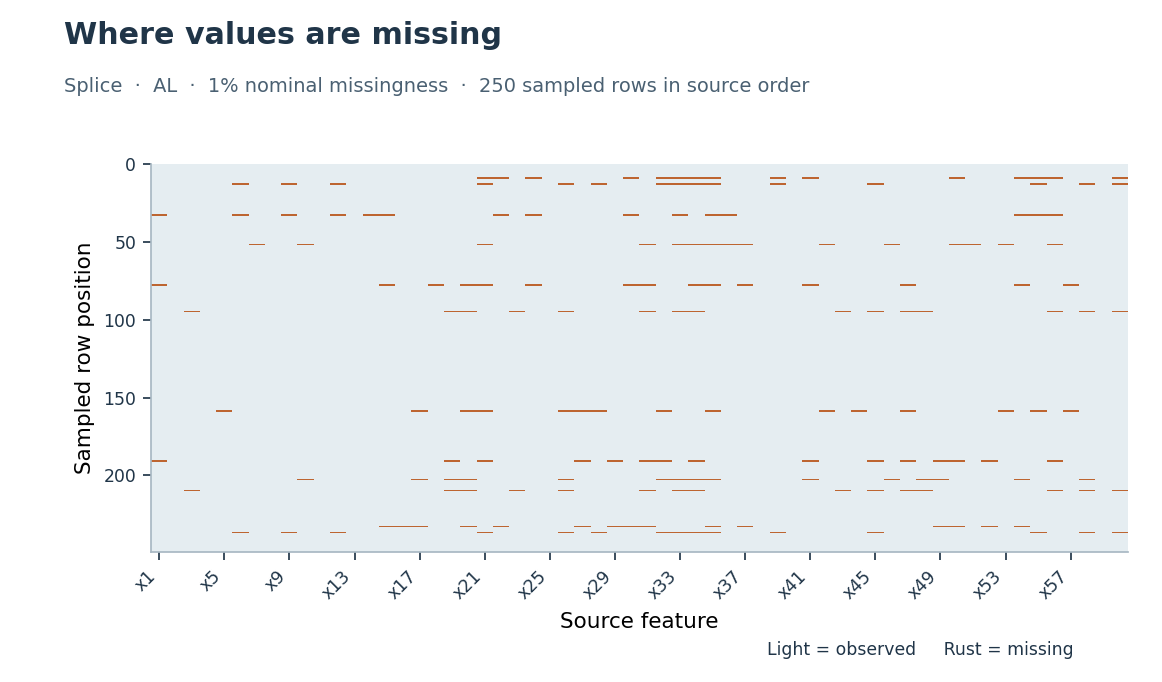 Where values are missing
Splice · AL · 1% nominal missingness · 250 sampled rows in source order
0
50
100
150
200
Sampled row position
x1 x5 x9 x13 x17 x21 x25 x29 x33 x37 x41 x45 x49 x53 x57
Source feature
Light = observed Rust = missing